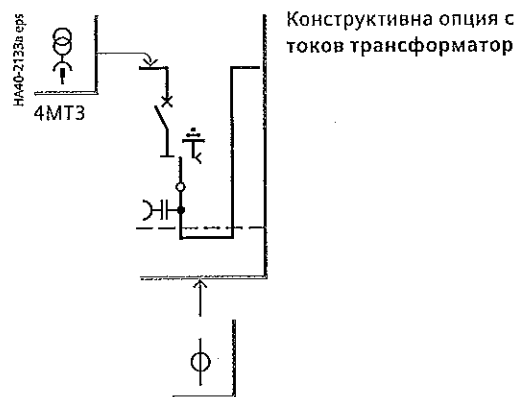 Конструктивна опция с
токов трансформатор
HA40-2133a eps
4MT3